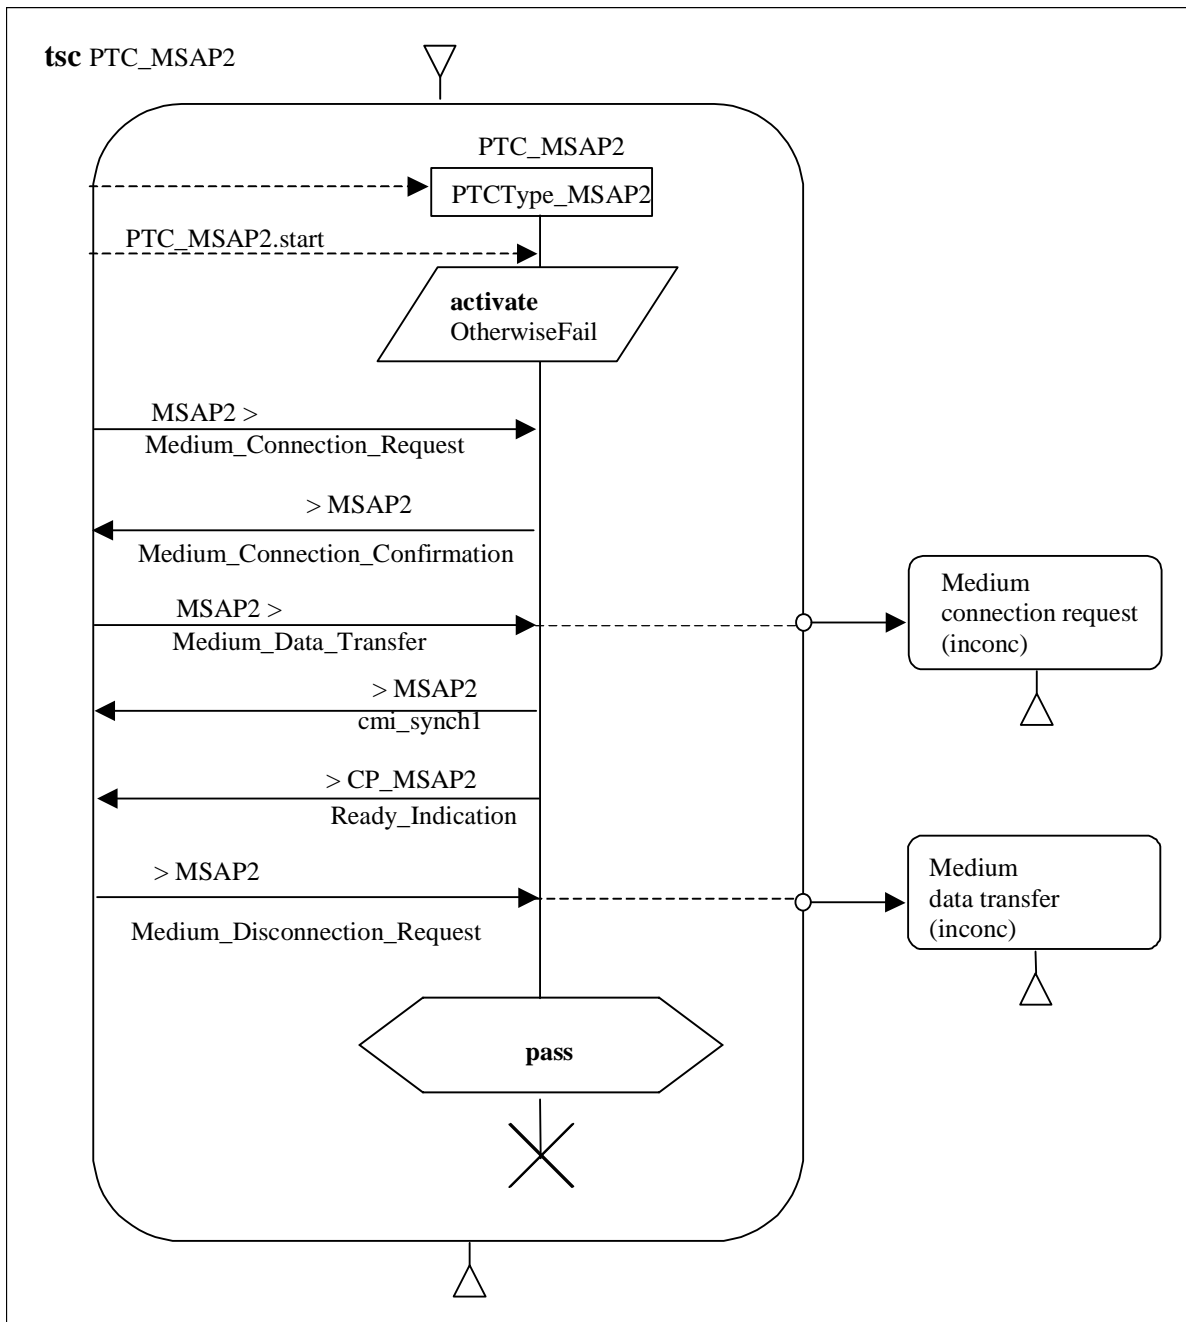 tsc PTC_MSAP2
PTC_MSAP2
PTCType_MSAP2
PTC_MSAP2.start
activate
OtherwiseFail
MSAP2 >
Medium_Connection_Request
> MSAP2
Medium_Connection_Confirmation
MSAP2 >
Medium_Data_Transfer
Medium
connection request
(inconc)
> MSAP2
cmi_synch1
> CP_MSAP2
Ready_Indication
> MSAP2
Medium_Disconnection_Request
Medium
data transfer
(inconc)
pass